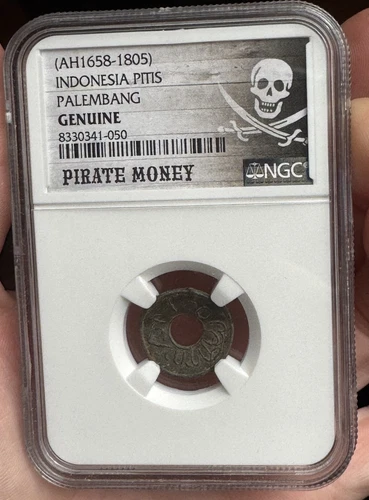 (AH1658-1805)
INDONESIA PITIS
PALEMBANG
GENUINE
8330341-050
PIRATE MONEY
NGC